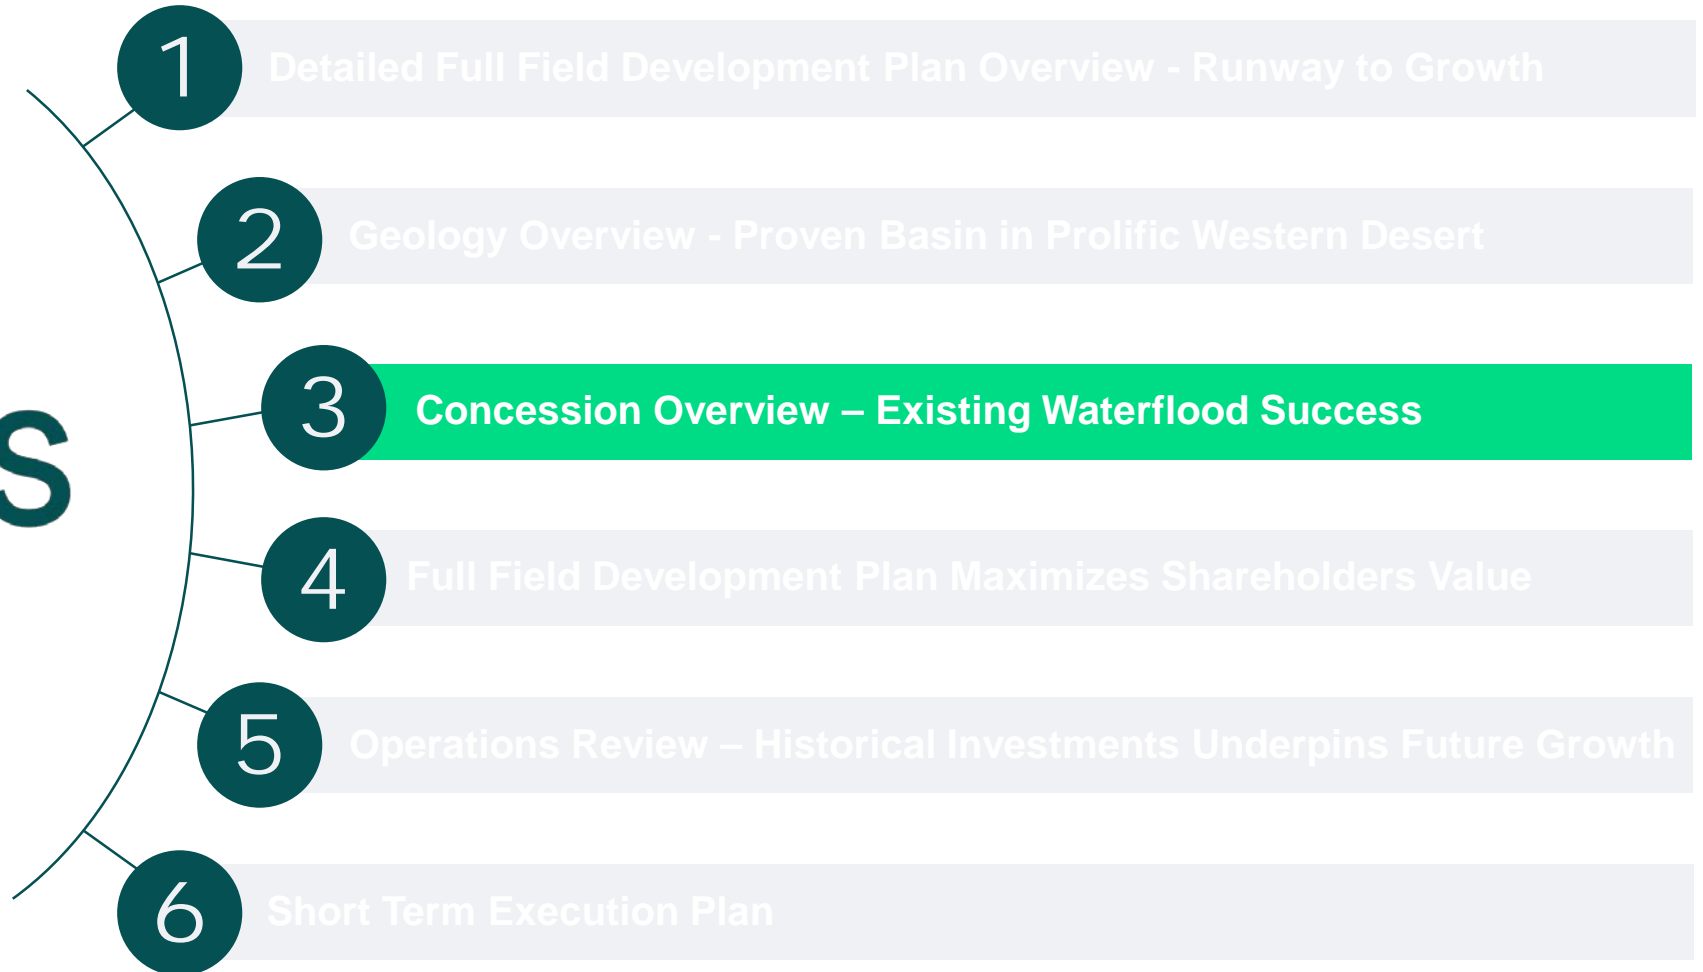 1 Detailed Full Field Development Plan Overview - Runway to Growth
2 Geology Overview - Proven Basin in Prolific Western Desert
3 Concession Overview – Existing Waterflood Success
S
4 Full Field Development Plan Maximizes Shareholders Value
5 Operations Review – Historical Investments Underpins Future Growth
6 Short Term Execution Plan